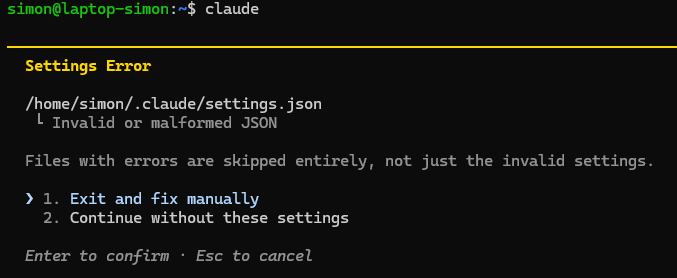 simon@laptop-simon:~$ claude
Settings Error
/home/simon/.claude/settings.json
└ Invalid or malformed JSON
Files with errors are skipped entirely, not just the invalid settings.
❯ 1. Exit and fix manually
2. Continue without these settings
Enter to confirm · Esc to cancel